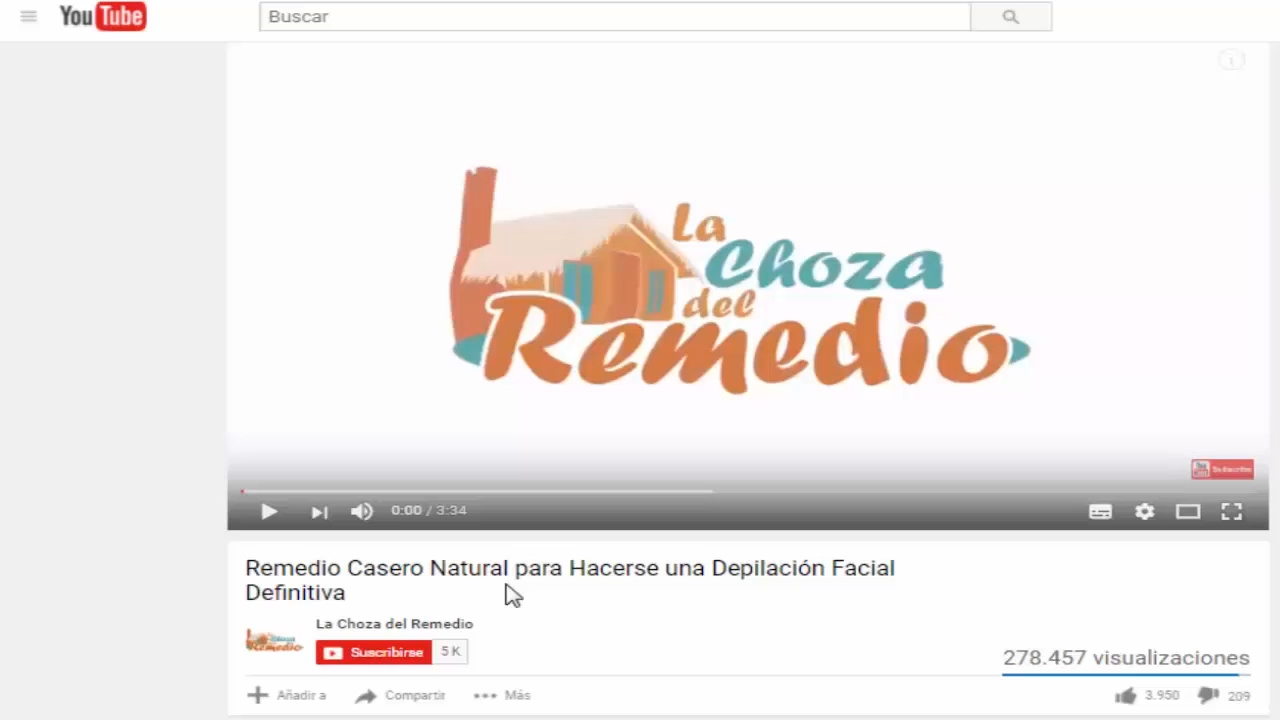 YouTube
Buscar
La
Choza
del
Remedio
Subscribe
0:00 / 3:34
Remedio Casero Natural para Hacerse una Depilación Facial
Definitiva
La Choza del Remedio
Suscribirse 5 K
278.457 visualizaciones
Añadir a Compartir Más
3.950 209